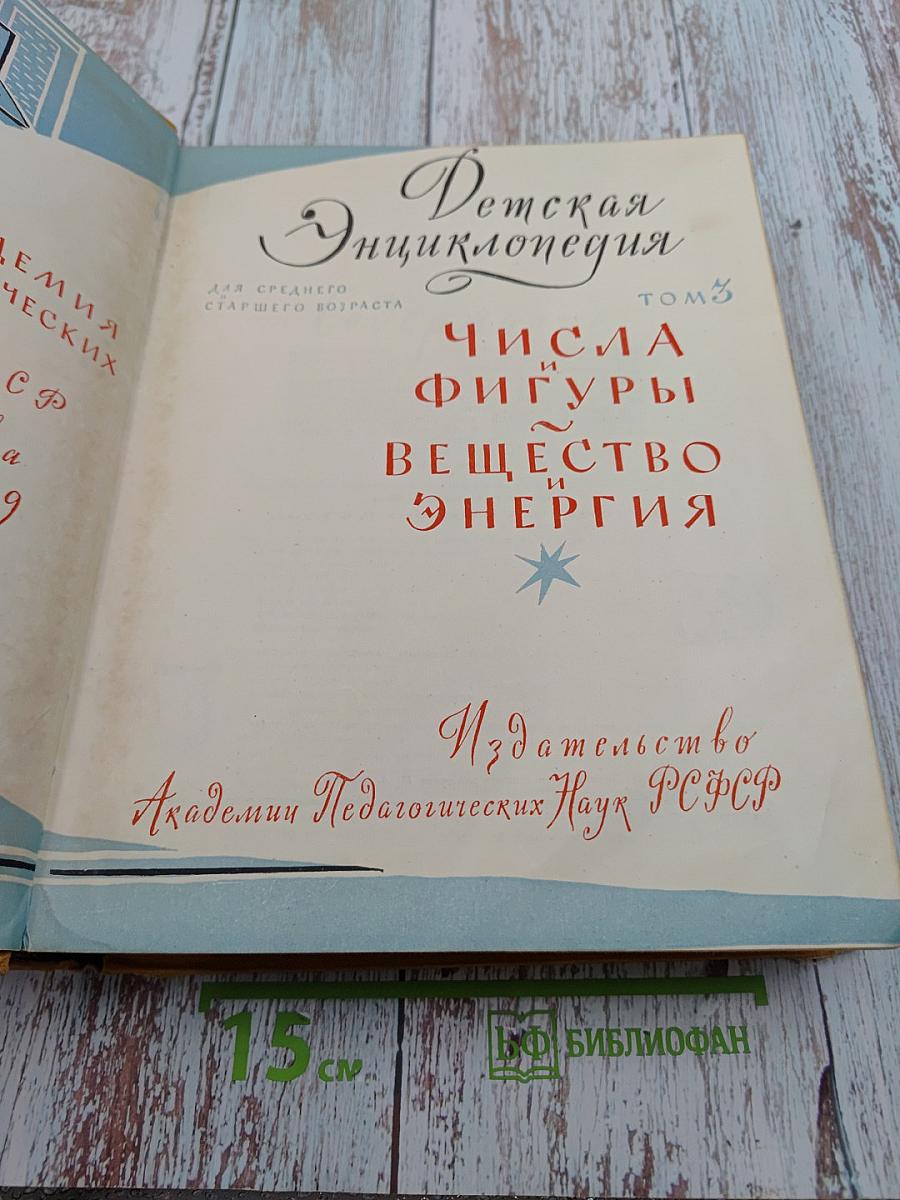 Детская
Энциклопедия
ДЛЯ СРЕДНЕГО
И
СТАРШЕГО ВОЗРАСТА
ТОМ 3
ЧИСЛА
и
ФИГУРЫ
~
ВЕЩЕСТВО
и
ЭНЕРГИЯ
Издательство
Академии Педагогических Наук РСФСР
15 см
БФ БИБЛИОФАН